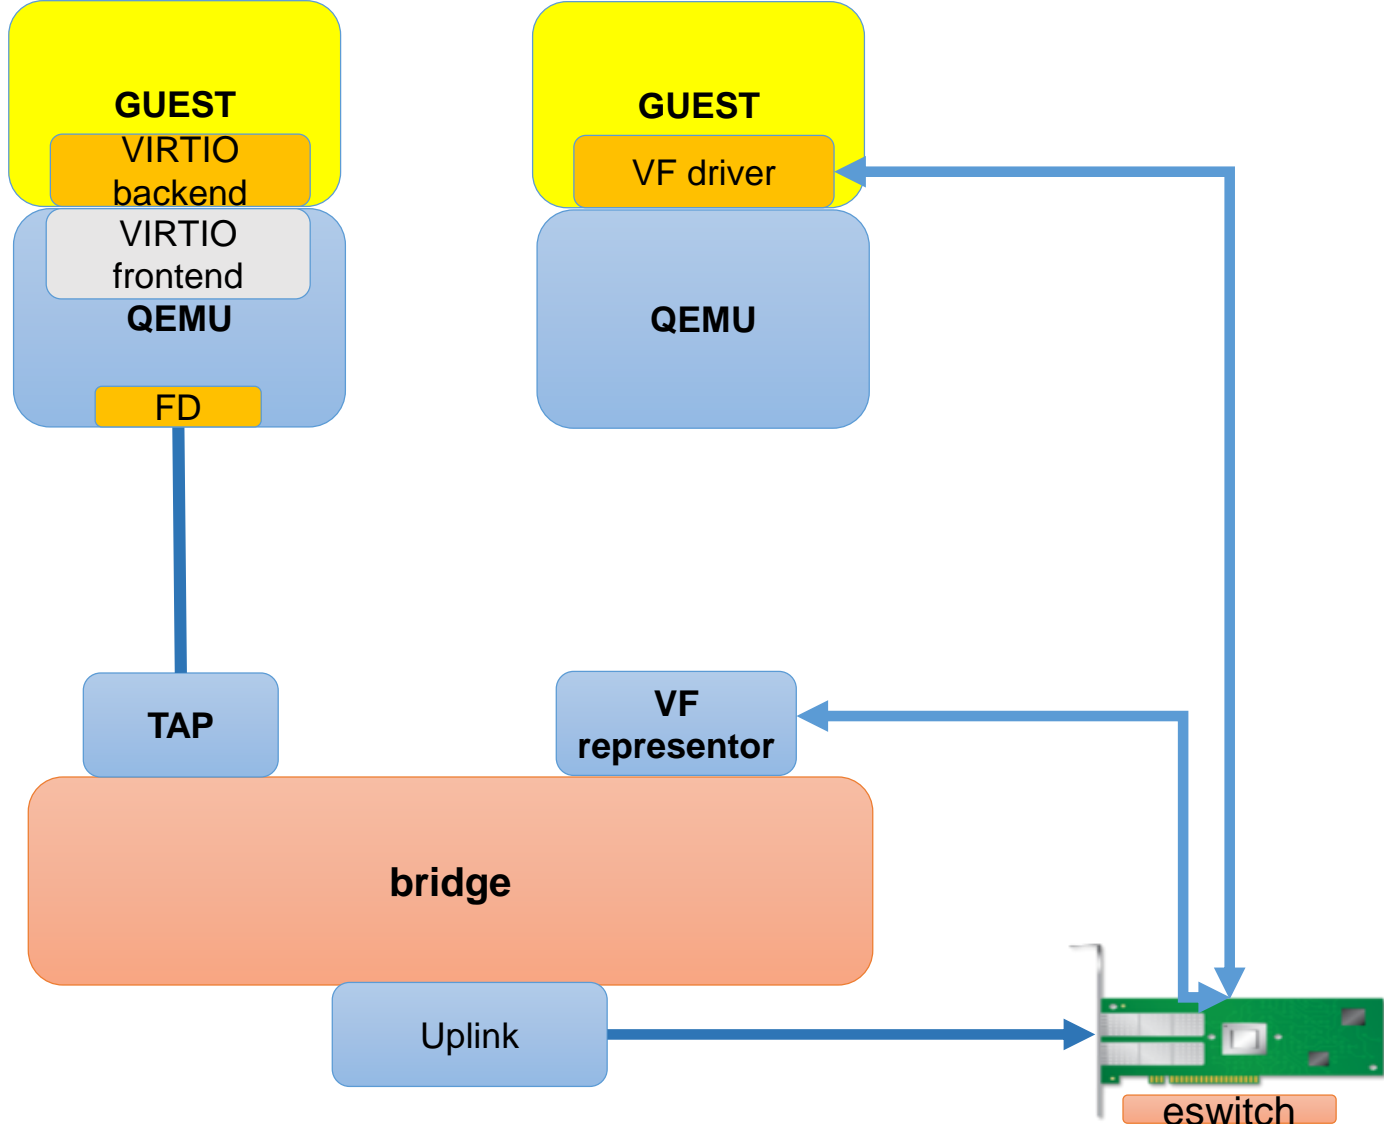 GUEST
VIRTIO
backend
VIRTIO
frontend
QEMU
FD
GUEST
VF driver
QEMU
TAP
VF
representor
bridge
Uplink
eswitch